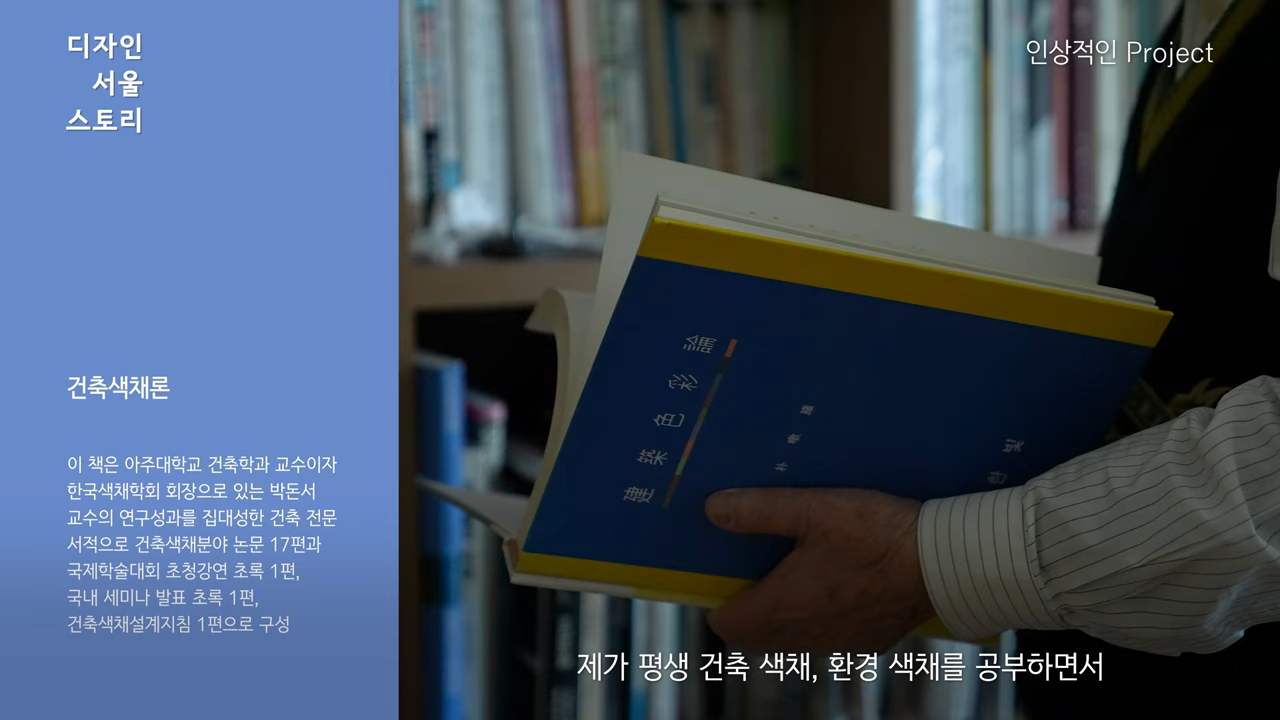 디자인
서울
스토리
인상적인 Project
건축색채론
이 책은 아주대학교 건축학과 교수이자
한국색채학회 회장으로 있는 박돈서
교수의 연구성과를 집대성한 건축 전문
서적으로 건축색채분야 논문 17편과
국제학술대회 초청강연 초록 1편,
국내 세미나 발표 초록 1편,
건축색채설계지침 1편으로 구성
建築色彩論
朴
제가 평생 건축 색채, 환경 색채를 공부하면서